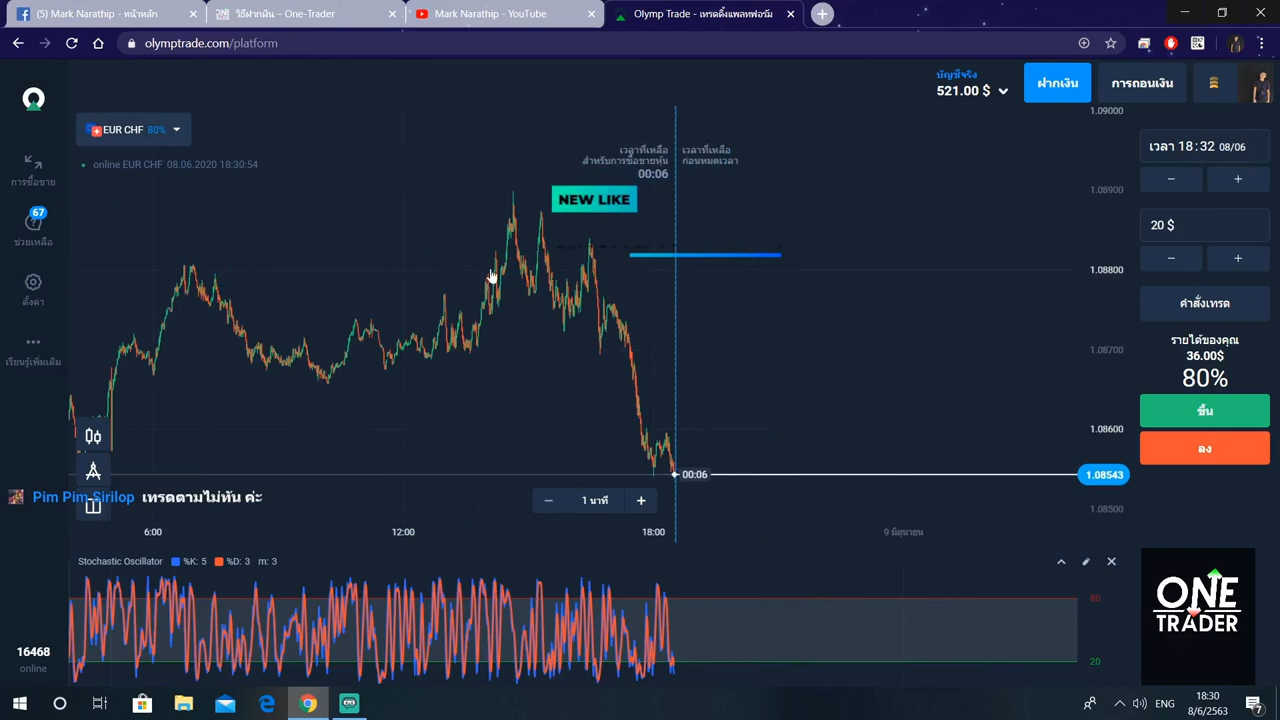 (5) Mark Narathip - หน้าหลัก
วิธีฝากเงิน – One-Trader
Mark Narathip - YouTube
Olymp Trade - เทรดดิ้งแพลทฟอร์ม
olymptrade.com/platform
บัญชีจริง
521.00 $
ฝากเงิน
การถอนเงิน
EUR CHF 80%
online EUR CHF 08.06.2020 18:30:54
การซื้อขาย
67
ช่วยเหลือ
ตั้งค่า
เรียนรู้เพิ่มเติม
เวลาที่เหลือ
สำหรับการซื้อขายหุ้น
00:06
เวลาที่เหลือ
ก่อนหมดเวลา
NEW LIKE
1.09000
1.08900
1.08800
1.08700
1.08600
1.08543
1.08500
00:06
เวลา 18:32 08/06
20 $
คำสั่งเทรด
รายได้ของคุณ
36.00$
80%
ขึ้น
ลง
Pim Pim Sirilop เทรดตามไม่ทัน ค่ะ
1 นาที
6:00
12:00
18:00
9 มิถุนายน
Stochastic Oscillator %K: 5 %D: 3 m: 3
80
20
ONE
TRADER
16468
online
ENG
18:30
8/6/2563
7